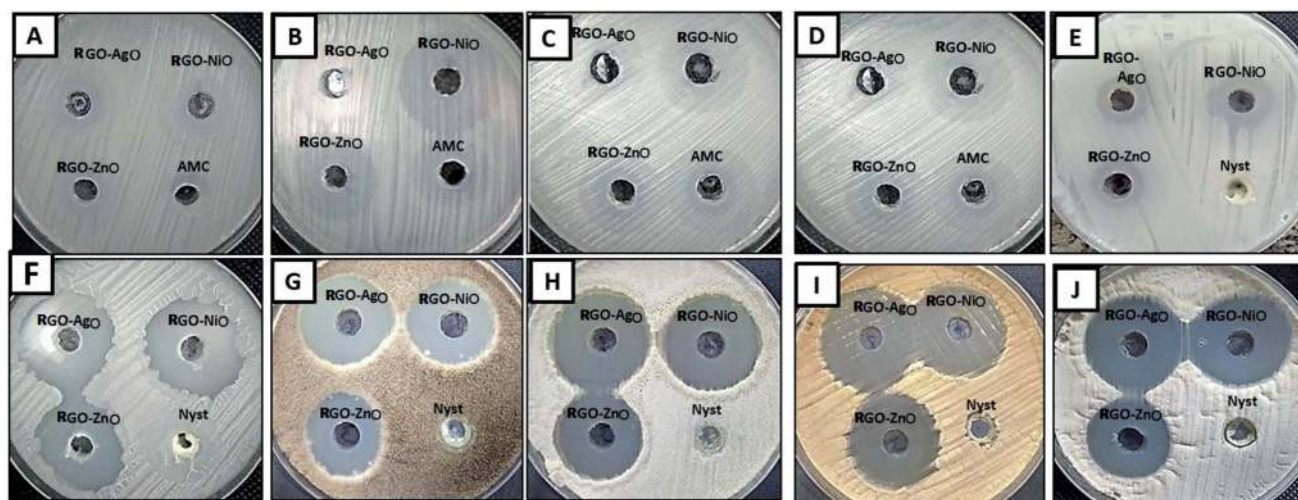 A
RGO-AgO
RGO-NiO
RGO-ZnO
AMC
B
RGO-AgO
RGO-NiO
RGO-ZnO
AMC
C
RGO-AgO
RGO-NiO
RGO-ZnO
AMC
D
RGO-AgO
RGO-NiO
RGO-ZnO
AMC
E
RGO-
AgO
RGO-NiO
RGO-ZnO
Nyst
F
RGO-AgO
RGO-NiO
RGO-ZnO
Nyst
G
RGO-AgO
RGO-NiO
RGO-ZnO
Nyst
H
RGO-AgO
RGO-NiO
RGO-ZnO
Nyst
I
RGO-AgO
RGO-NiO
RGO-ZnO
Nyst
J
RGO-AgO
RGO-NiO
RGO-ZnO
Nyst